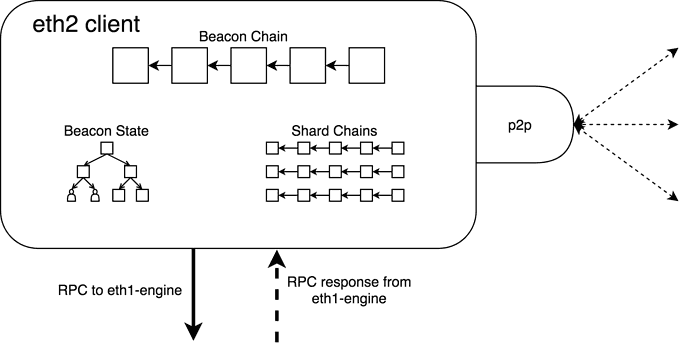 eth2 client
Beacon Chain
Beacon State
Shard Chains
p2p
RPC to eth1-engine
RPC response from
eth1-engine